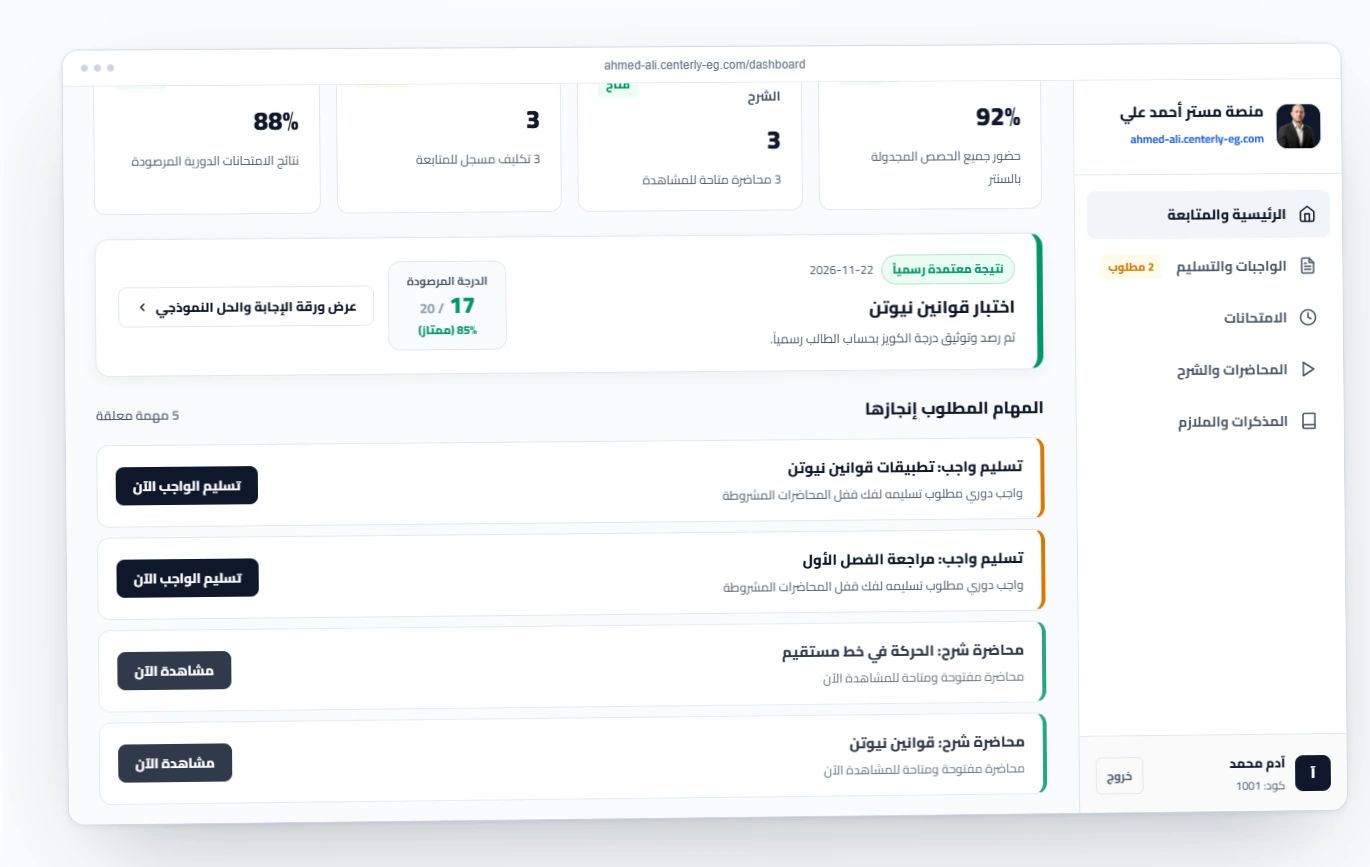 ahmed-ali.centerly-eg.com/dashboard
منصة مستر أحمد علي
ahmed-ali.centerly-eg.com
الرئيسية والمتابعة
الواجبات والتسليم
2 مطلوب
الامتحانات
المحاضرات والشرح
المذكرات والملازم
آ
آدم محمد
كود: 1001
خروج
92%
حضور جميع الحصص المجدولة
بالسنتر
الشرح
متاح
3
3 محاضرة متاحة للمشاهدة
3
3 تكليف مسجل للمتابعة
88%
نتائج الامتحانات الدورية المرصودة
نتيجة معتمدة رسمياً
2026-11-22
اختبار قوانين نيوتن
تم رصد وتوثيق درجة الكويز بحساب الطالب رسمياً.
الدرجة المرصودة
17 / 20
85% (ممتاز)
عرض ورقة الإجابة والحل النموذجي
المهام المطلوب إنجازها
5 مهمة معلقة
تسليم واجب: تطبيقات قوانين نيوتن
واجب دوري مطلوب تسليمه لفك قفل المحاضرات المشروطة
تسليم الواجب الآن
تسليم واجب: مراجعة الفصل الأول
واجب دوري مطلوب تسليمه لفك قفل المحاضرات المشروطة
تسليم الواجب الآن
محاضرة شرح: الحركة في خط مستقيم
محاضرة مفتوحة ومتاحة للمشاهدة الآن
مشاهدة الآن
محاضرة شرح: قوانين نيوتن
محاضرة مفتوحة ومتاحة للمشاهدة الآن
مشاهدة الآن